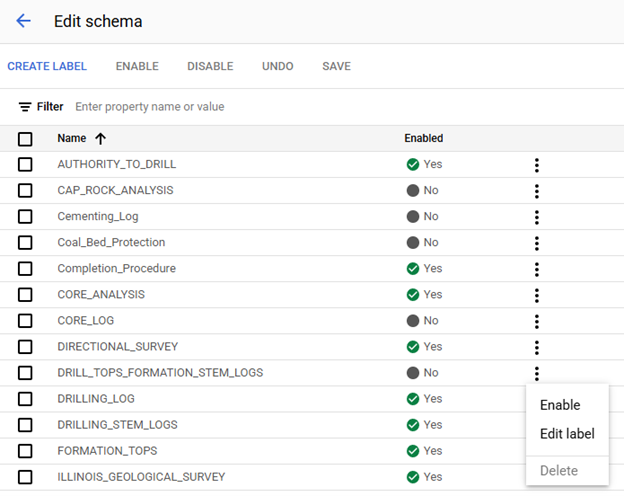 Edit schema
CREATE LABEL ENABLE DISABLE UNDO SAVE
Filter Enter property name or value
Name Enabled
AUTHORITY_TO_DRILL Yes
CAP_ROCK_ANALYSIS No
Cementing_Log No
Coal_Bed_Protection No
Completion_Procedure Yes
CORE_ANALYSIS Yes
CORE_LOG No
DIRECTIONAL_SURVEY Yes
DRILL_TOPS_FORMATION_STEM_LOGS No
DRILLING_LOG Yes
DRILLING_STEM_LOGS Yes
FORMATION_TOPS Yes
ILLINOIS_GEOLOGICAL_SURVEY Yes
Enable
Edit label
Delete